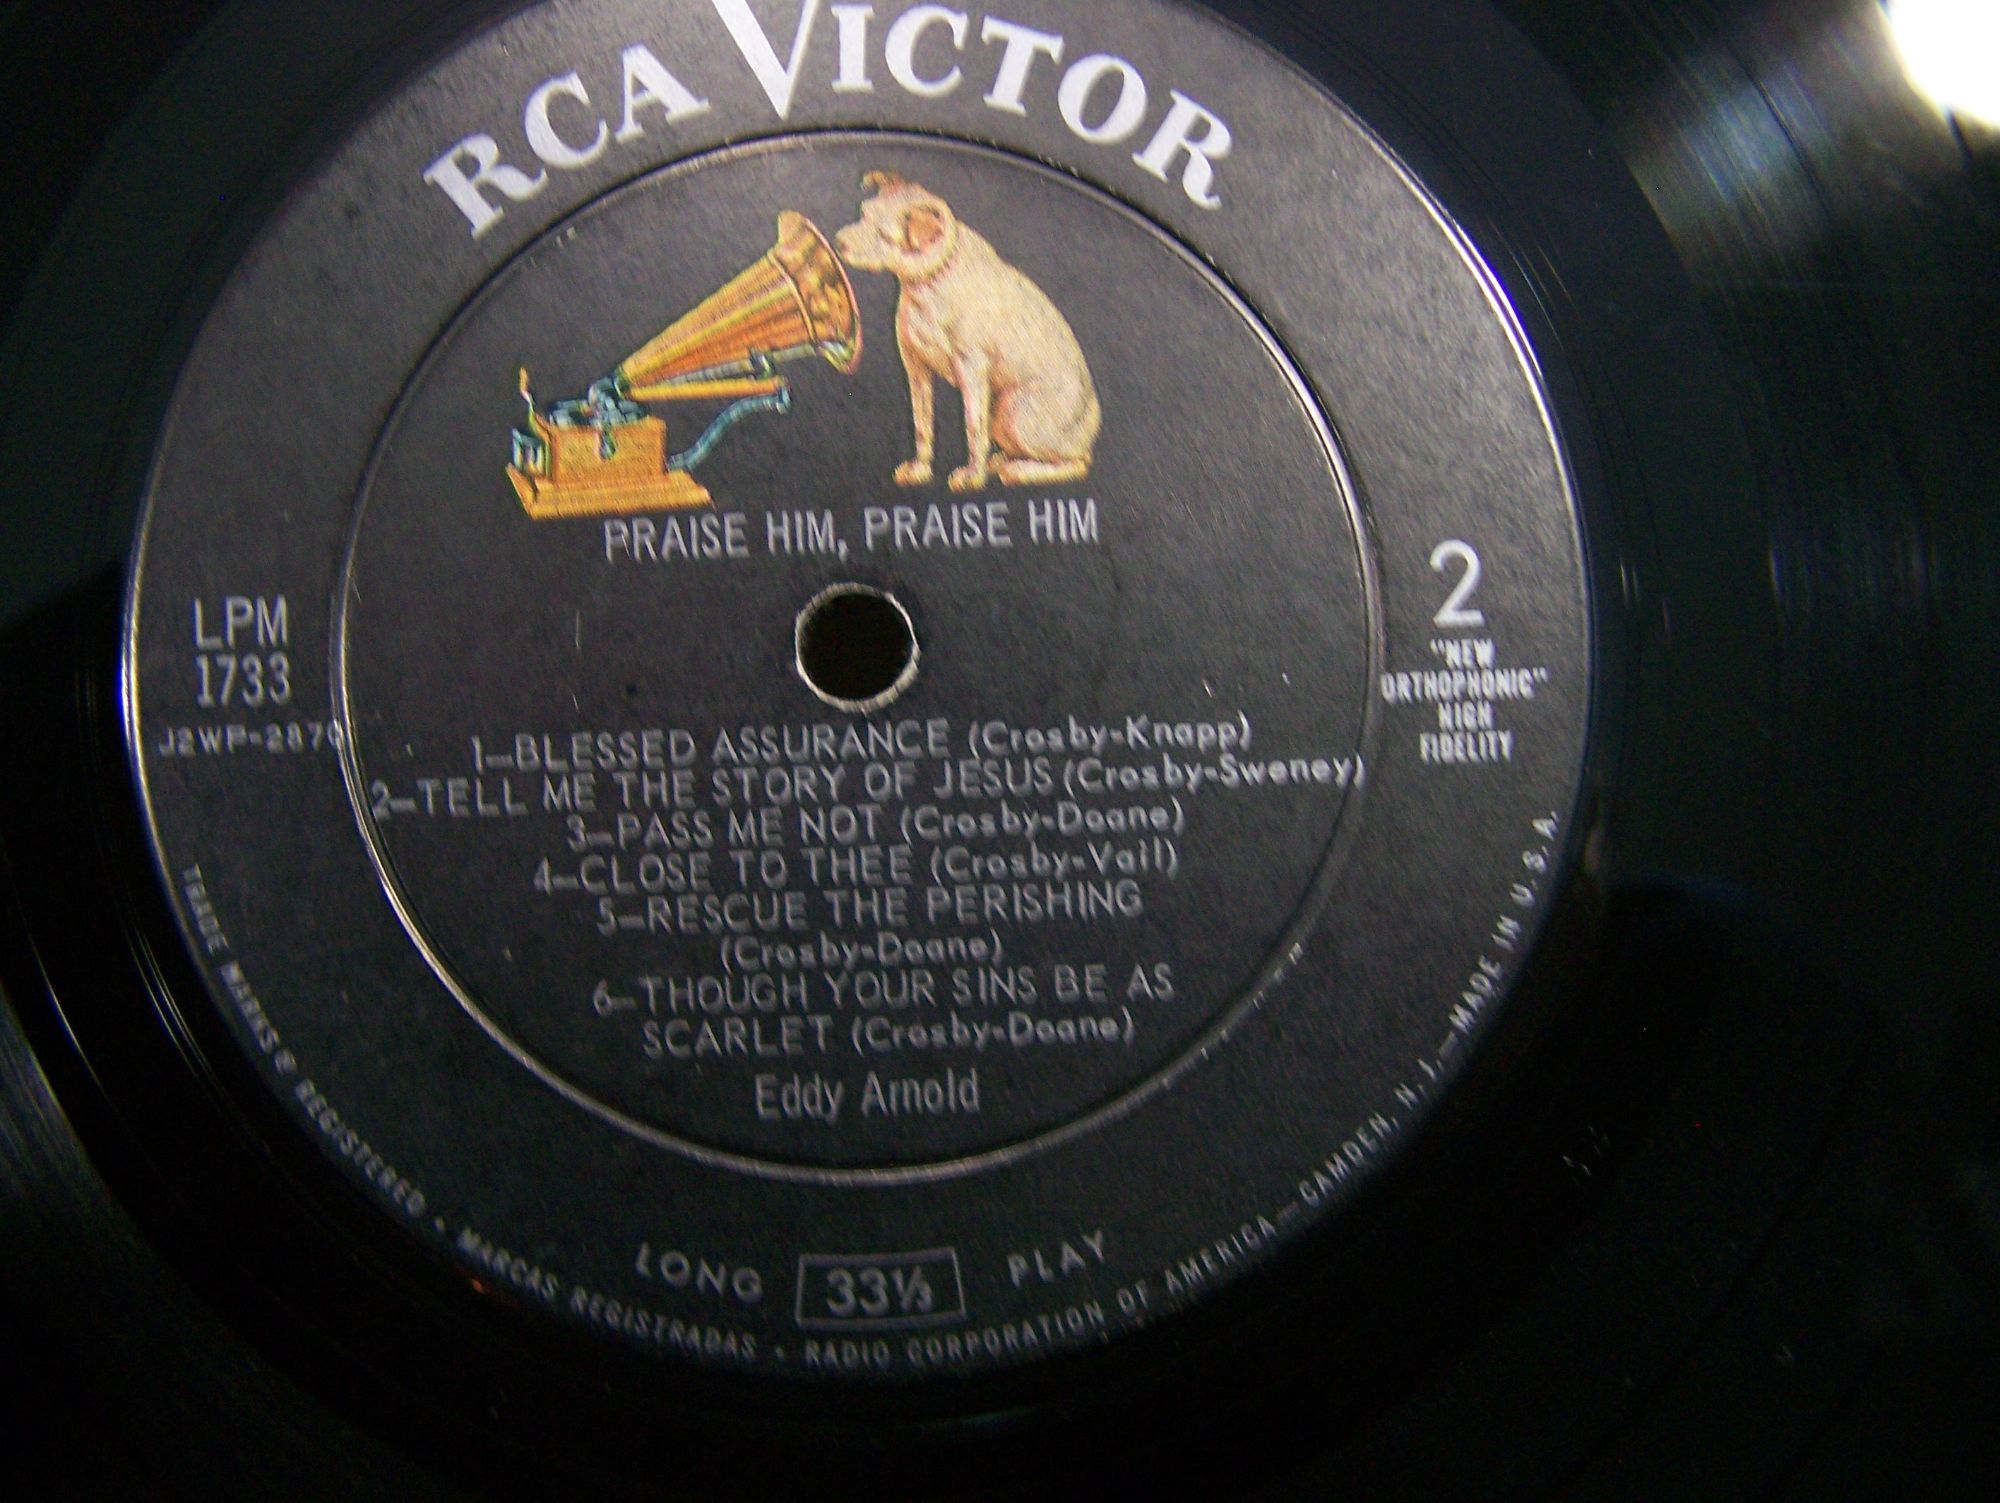 RCA VICTOR
PRAISE HIM, PRAISE HIM
LPM
1733
2
"NEW
ORTHOPHONIC"
HIGH
FIDELITY
1—BLESSED ASSURANCE (Crosby-Knapp)
2—TELL ME THE STORY OF JESUS (Crosby-Sweney)
3—PASS ME NOT (Crosby-Doane)
4—CLOSE TO THEE (Crosby-Vail)
5—RESCUE THE PERISHING
(Crosby-Doane)
6—THOUGH YOUR SINS BE AS
SCARLET (Crosby-Doane)
Eddy Arnold
LONG 33⅓ PLAY
TRADE MARKS ® REGISTERED • MARCAS REGISTRADAS • RADIO CORPORATION OF AMERICA—CAMDEN, N. J.—MADE IN U. S. A.